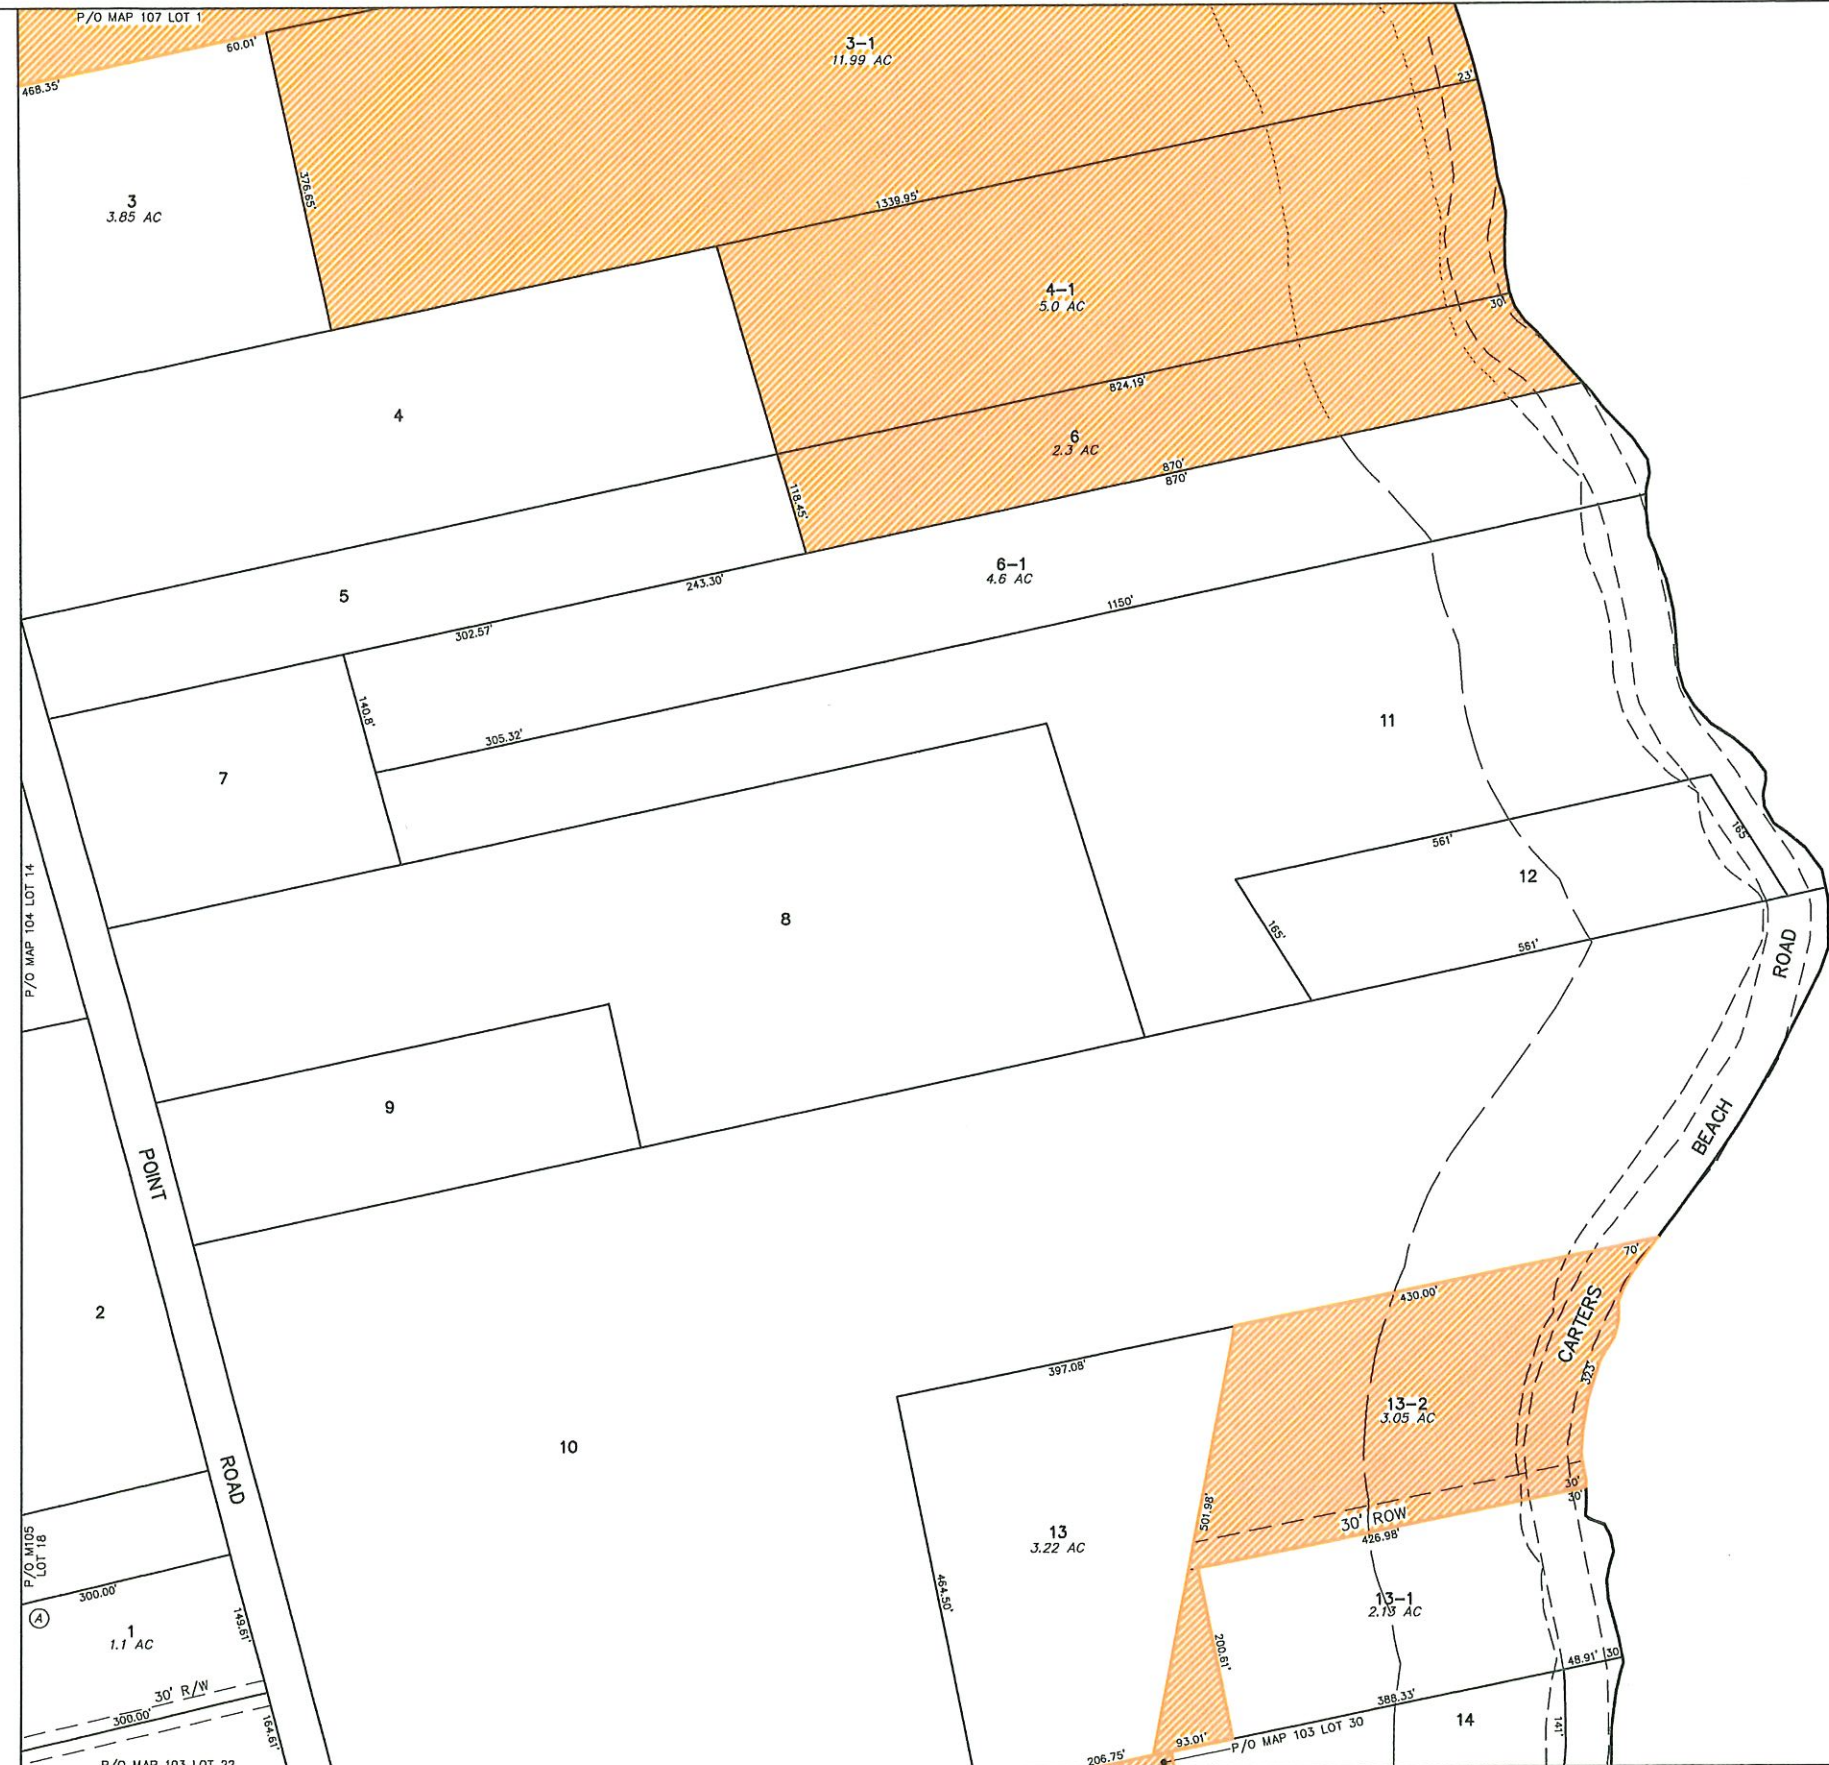 P/O MAP 107 LOT 1
60.01'
468.35'
3-1
11.99 AC
23'
3
3.85 AC
376.65'
1339.95'
4-1
5.0 AC
30'
824.19'
4
6
2.3 AC
118.45'
870'
870'
6-1
4.6 AC
243.30'
5
302.57'
1150'
140.8'
305.32'
7
11
165'
561'
12
8
165'
561'
P/O MAP 104 LOT 14
ROAD
9
BEACH
POINT
70'
430.00'
CARTERS
2
397.08'
323'
13-2
3.05 AC
10
ROAD
30'
30'
501.98'
30' ROW
426.98'
13
3.22 AC
P/O M105
LOT 18
300.00'
A
464.50'
13-1
2.13 AC
1
1.1 AC
149.61'
200.61'
48.91'
30
30' R/W
300.00'
164.61'
388.33'
14
141'
93.01'
P/O MAP 103 LOT 30
206.75'
P/O MAP 103 LOT 22